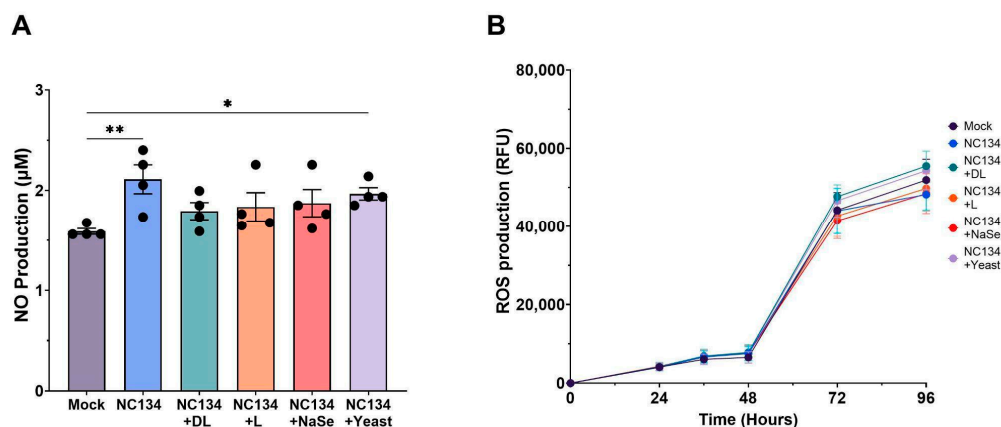 A
NO Production (μM)
3
2
1
0
**
*
Mock
NC134
NC134
+DL
NC134
+L
NC134
+NaSe
NC134
+Yeast
B
ROS production (RFU)
80,000
60,000
40,000
20,000
0
0
24
48
72
96
Time (Hours)
Mock
NC134
NC134
+DL
NC134
+L
NC134
+NaSe
NC134
+Yeast